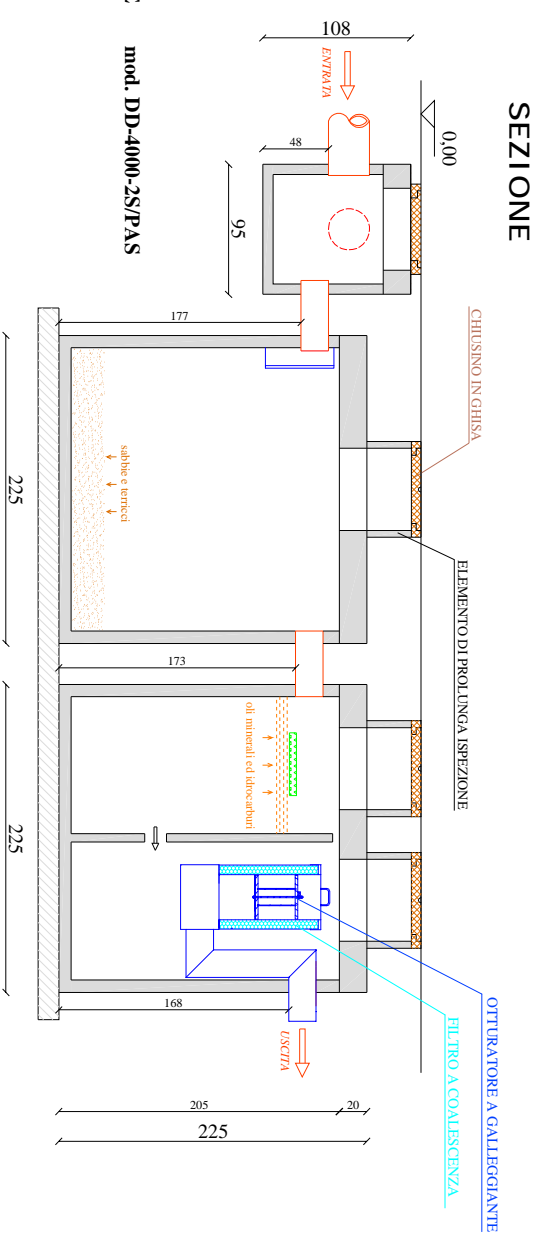 SEZIONE
0,00
108
ENTRATA
48
95
mod. DD-4000-2S/PAS
CHIUSINO IN GHISA
ELEMENTO DI PROLUNGA ISPEZIONE
177
sabbie e terricci
225
173
oli minerali ed idrocarburi
225
OTTURATORE A GALLEGGIANTE
FILTRO A COALESCENZA
168
USCITA
205
20
225